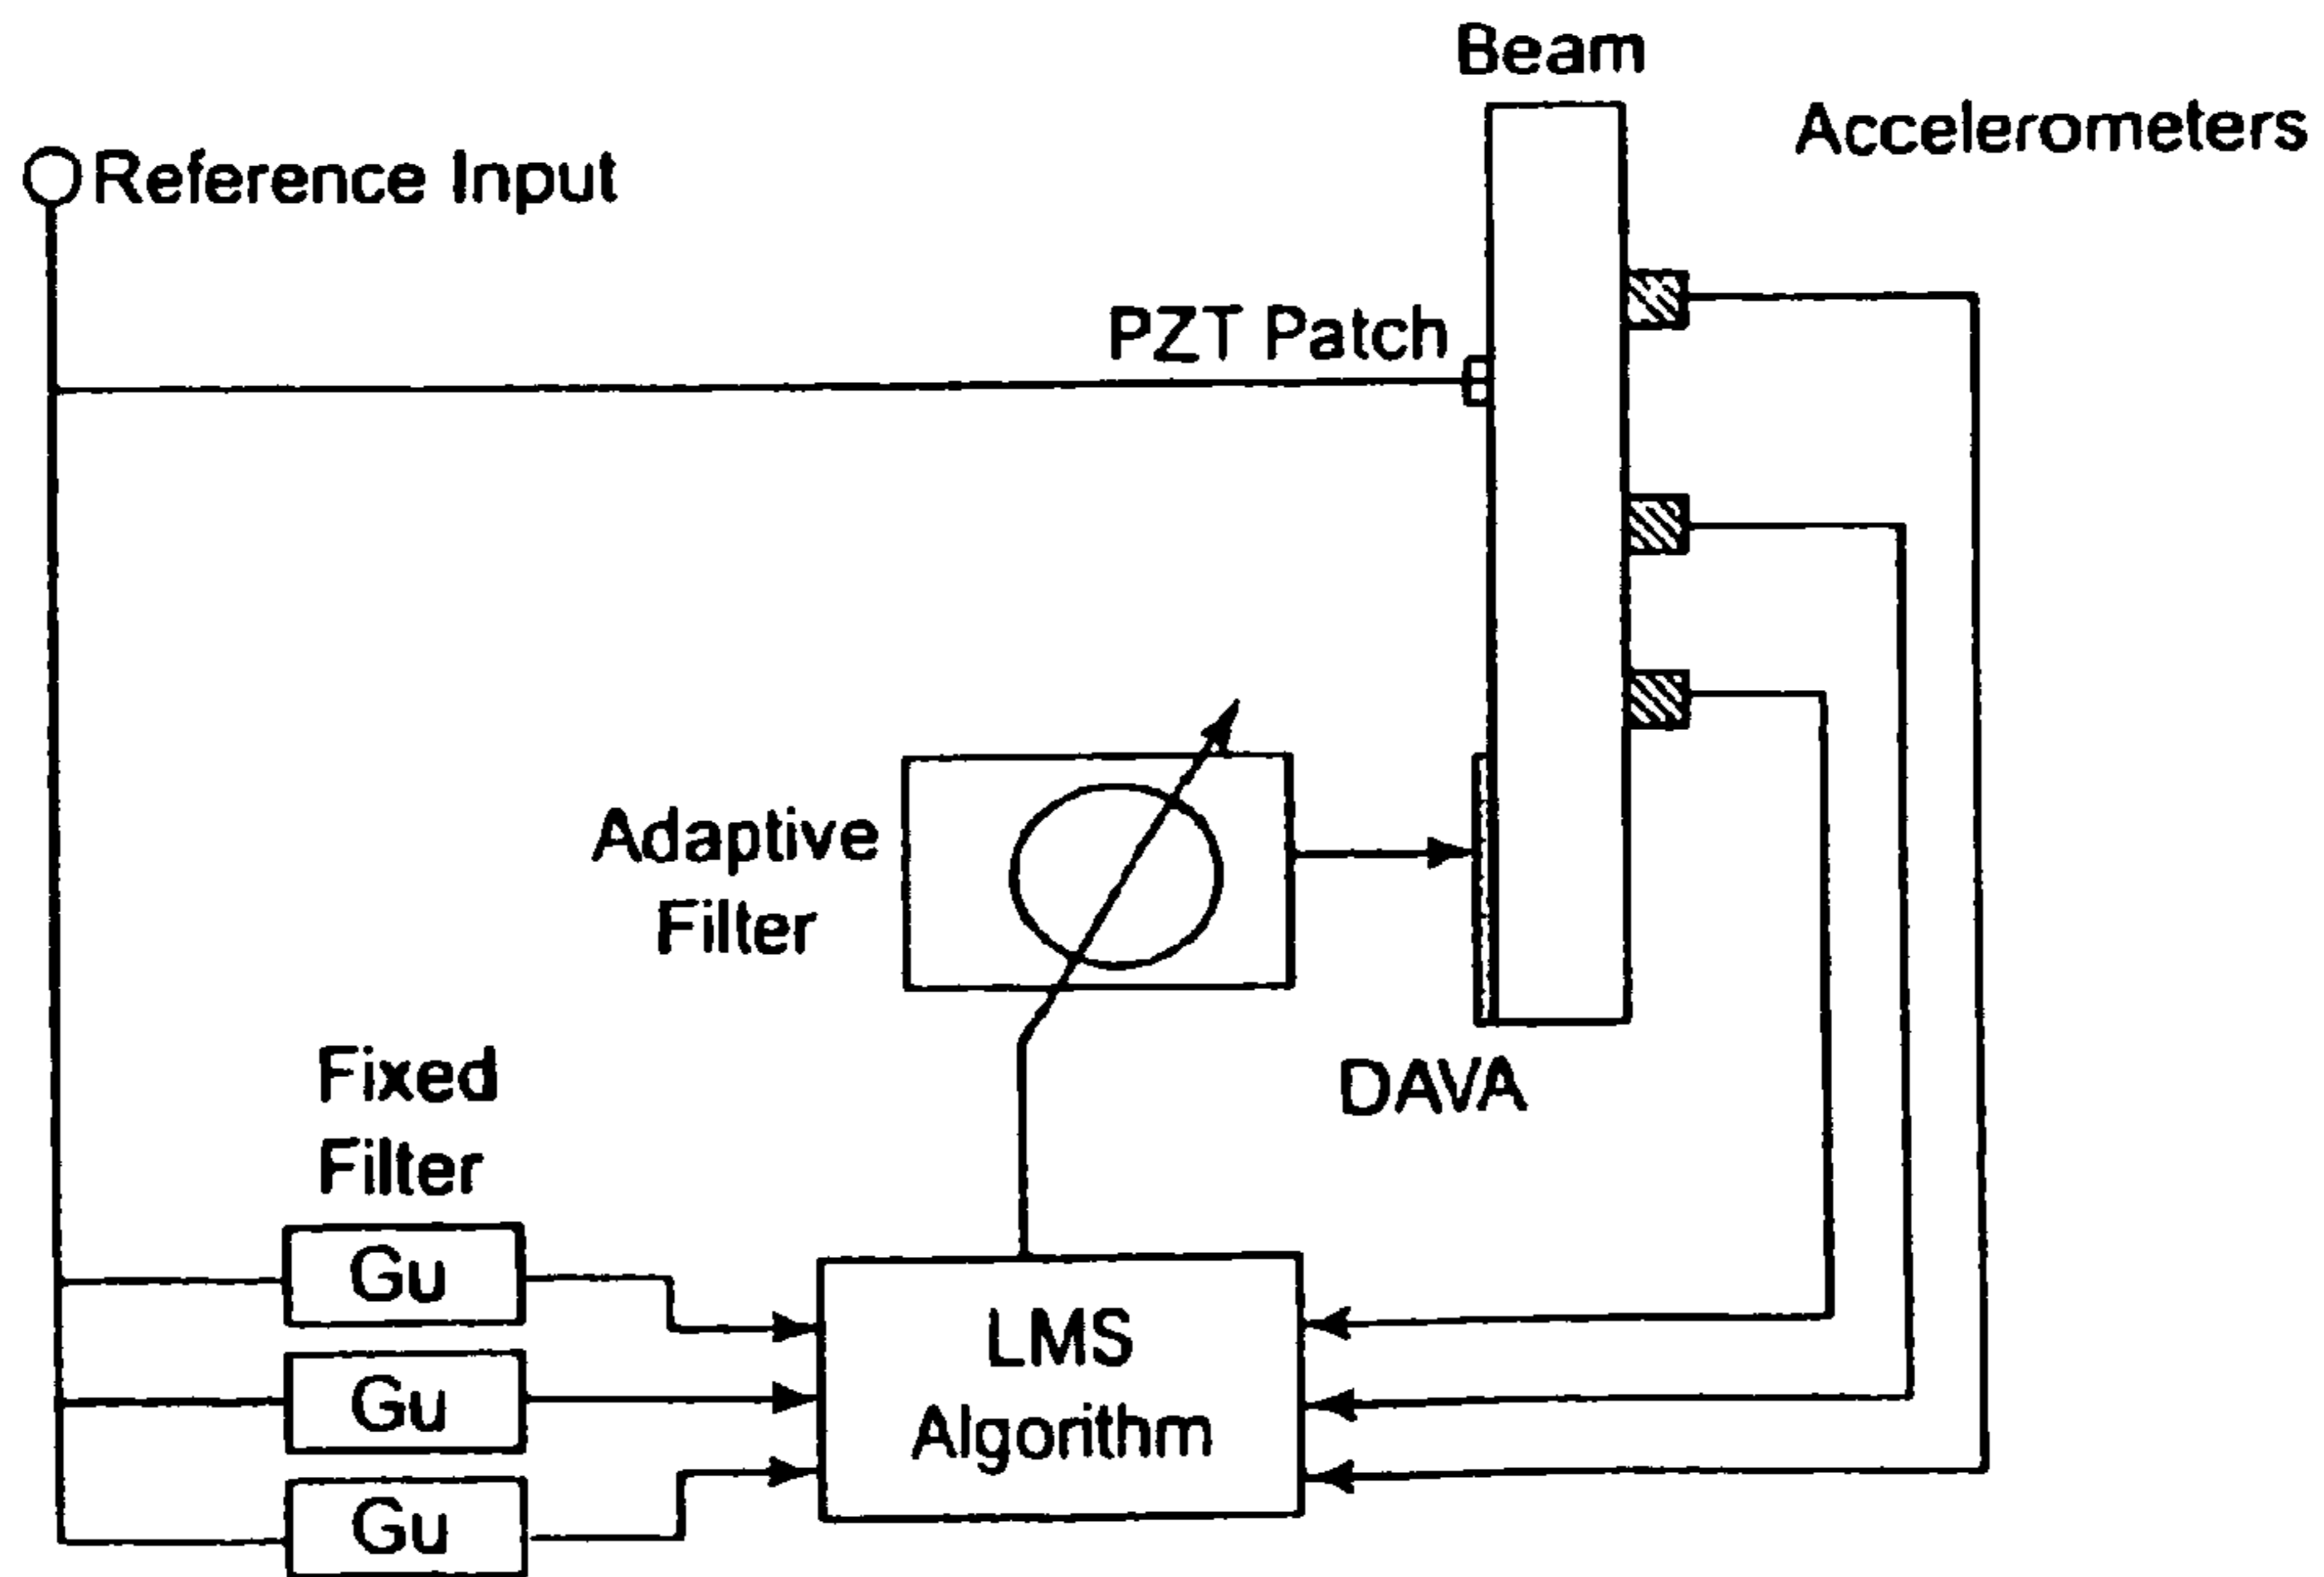 Beam
Accelerometers
Reference Input
PZT Patch
Adaptive
Filter
DAVA
Fixed
Filter
Gu
Gu
Gu
LMS
Algorithm